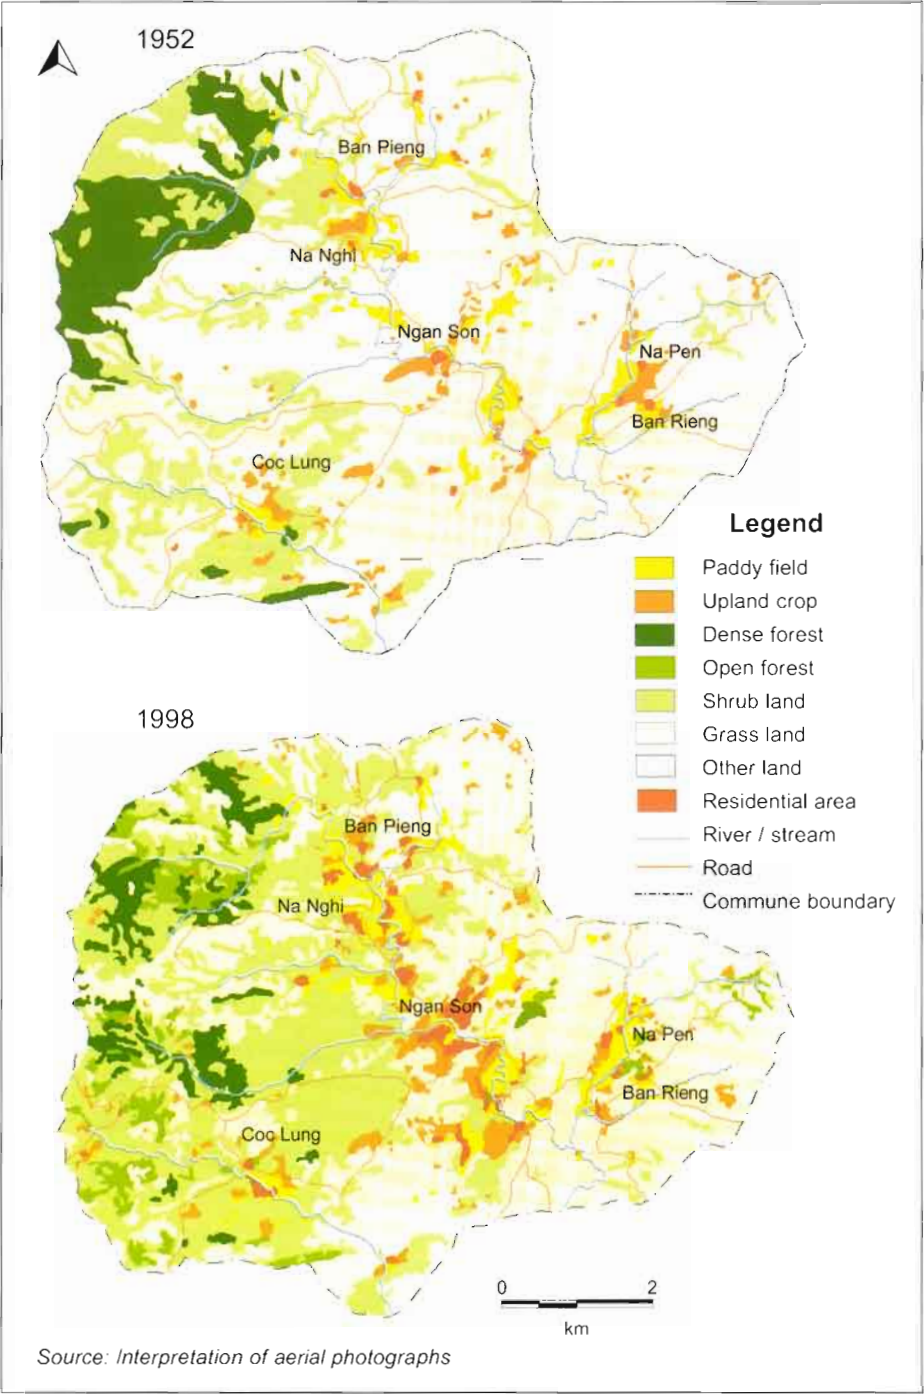 1952
Ban Pieng
Na Nghi
Ngan Son
Na Pen
Ban Rieng
Coc Lung
Legend
Paddy field
Upland crop
Dense forest
Open forest
Shrub land
Grass land
Other land
Residential area
River / stream
Road
Commune boundary
1998
Ban Pieng
Na Nghi
Ngan Son
Na Pen
Ban Rieng
Coc Lung
0 2
km
Source: Interpretation of aerial photographs